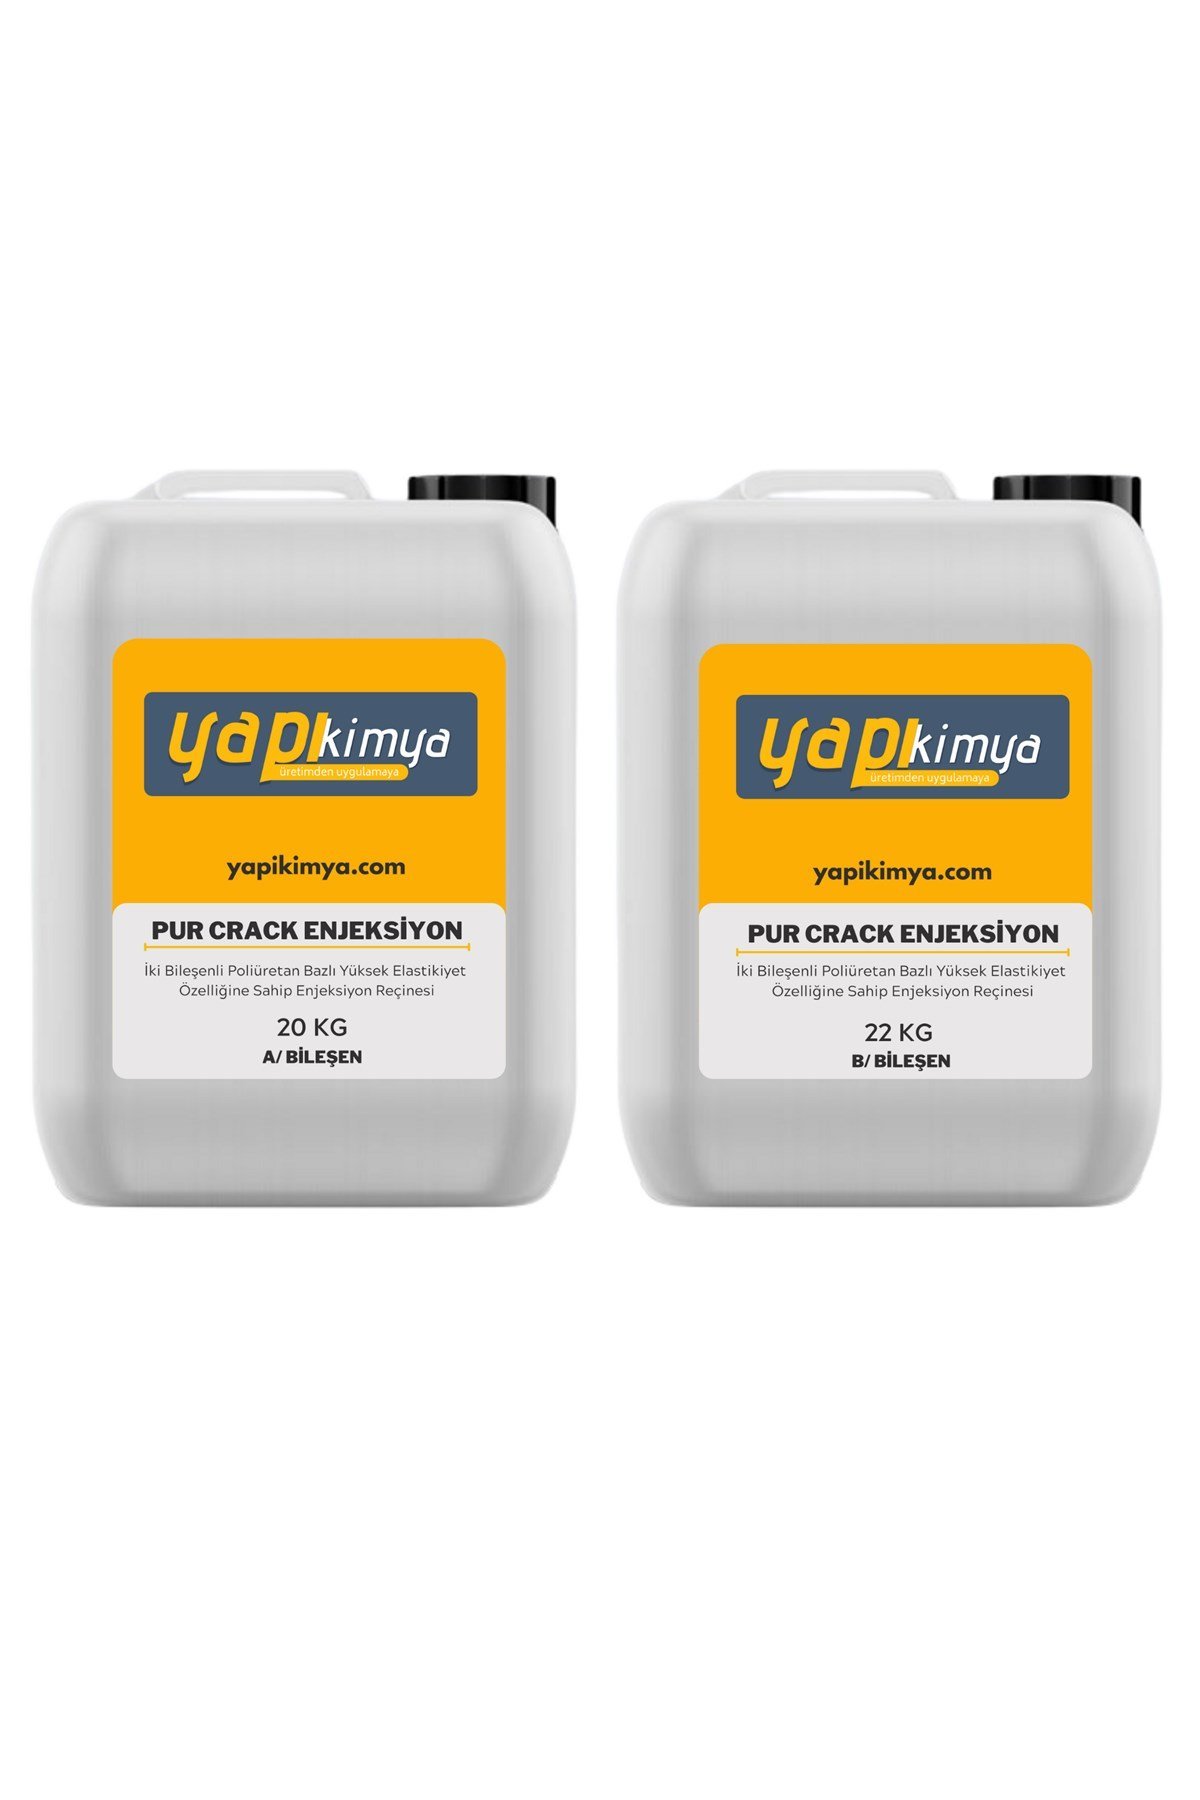 yapıkimya
üretimden uygulamaya
yapikimya.com
PUR CRACK ENJEKSİYON
İki Bileşenli Poliüretan Bazlı Yüksek Elastikiyet
Özelliğine Sahip Enjeksiyon Reçinesi
20 KG
A/ BİLEŞEN
yapıkimya
üretimden uygulamaya
yapikimya.com
PUR CRACK ENJEKSİYON
İki Bileşenli Poliüretan Bazlı Yüksek Elastikiyet
Özelliğine Sahip Enjeksiyon Reçinesi
22 KG
B/ BİLEŞEN